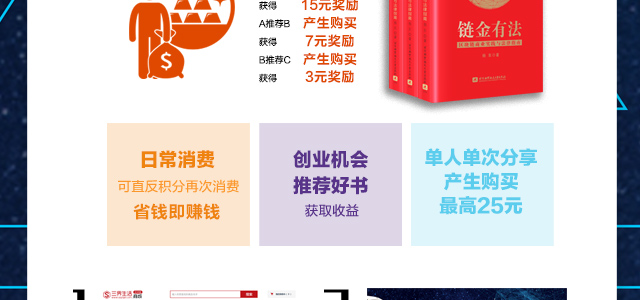 获得
15元奖励
A推荐B
产生购买
获得
7元奖励
B推荐C
产生购买
获得
3元奖励
链金有法
日常消费
可直反积分再次消费
省钱即赚钱
创业机会
推荐好书
获取收益
单人单次分享
产生购买
最高25元
三界生活